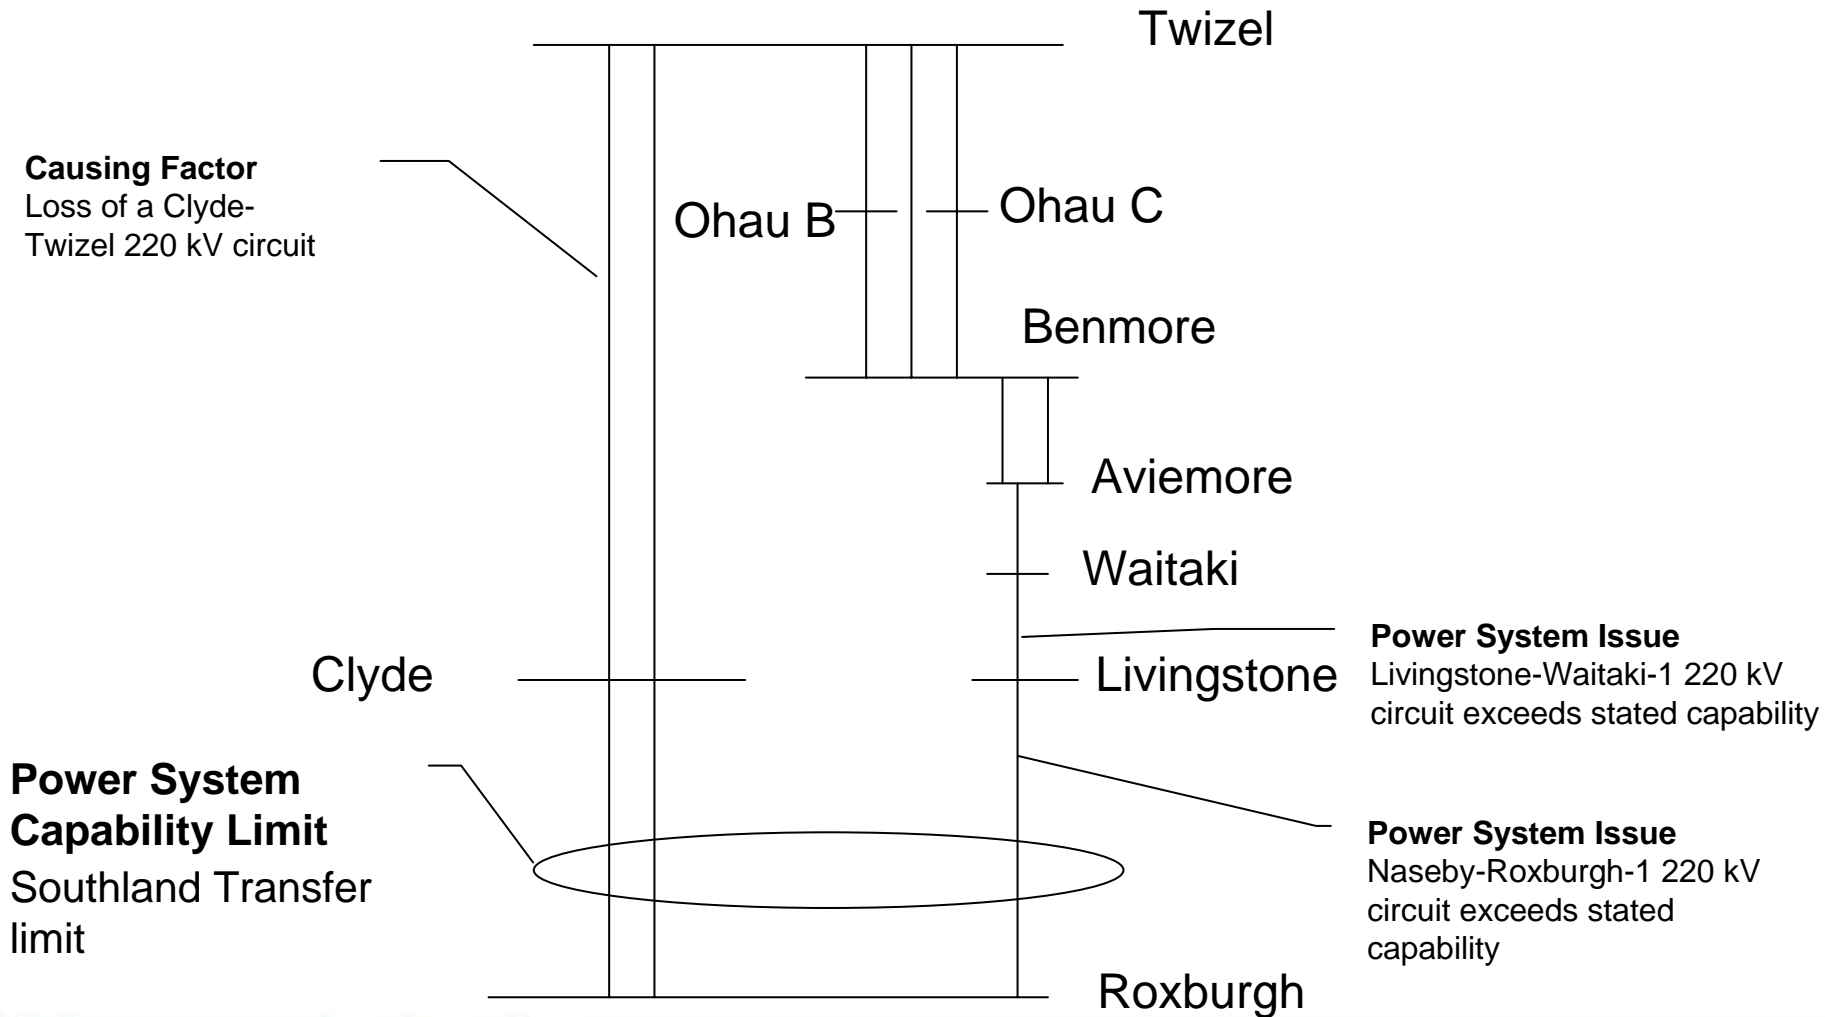 Twizel
Causing Factor
Loss of a Clyde-
Twizel 220 kV circuit
Ohau B
Ohau C
Benmore
Aviemore
Waitaki
Power System Issue
Livingstone-Waitaki-1 220 kV
circuit exceeds stated capability
Clyde
Livingstone
Power System
Capability Limit
Southland Transfer
limit
Power System Issue
Naseby-Roxburgh-1 220 kV
circuit exceeds stated
capability
Roxburgh